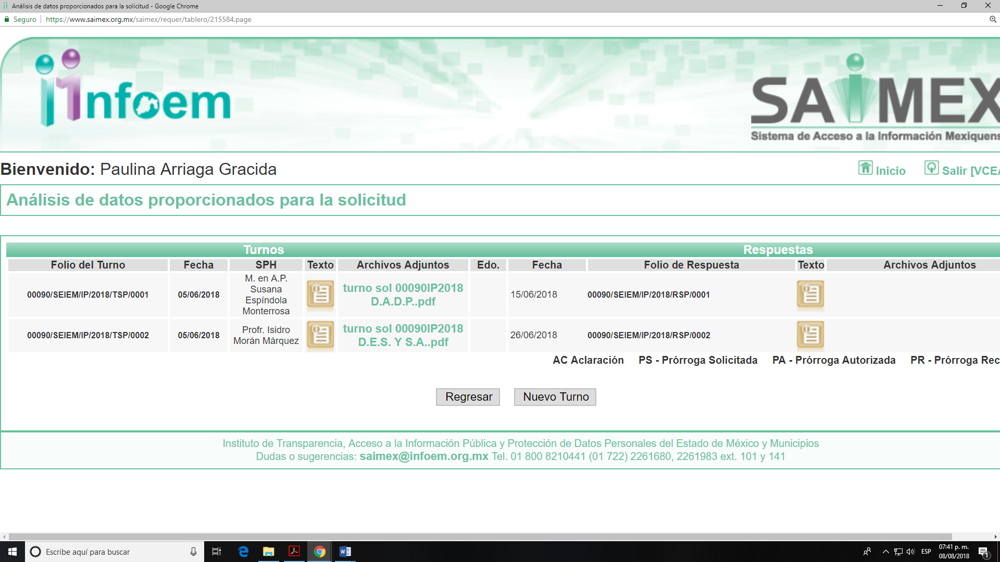 Análisis de datos proporcionados para la solicitud - Google Chrome
Seguro https://www.saimex.org.mx/saimex/requer/tablero/215584.page
infoem
SAIMEX
Sistema de Acceso a la Información Mexiquens
Bienvenido: Paulina Arriaga Gracida
Inicio Salir [VCEA
Análisis de datos proporcionados para la solicitud
Turnos Respuestas
Folio del Turno Fecha SPH Texto Archivos Adjuntos Edo. Fecha Folio de Respuesta Texto Archivos Adjuntos
00090/SEIEM/IP/2018/TSP/0001 05/06/2018 M. en A.P. Susana Espíndola Monterrosa turno sol 00090IP2018 D.A.D.P..pdf 15/06/2018 00090/SEIEM/IP/2018/RSP/0001
00090/SEIEM/IP/2018/TSP/0002 05/06/2018 Profr. Isidro Morán Márquez turno sol 00090IP2018 D.E.S. Y S.A..pdf 26/06/2018 00090/SEIEM/IP/2018/RSP/0002
AC Aclaración PS - Prórroga Solicitada PA - Prórroga Autorizada PR - Prórroga Rec
Regresar Nuevo Turno
Instituto de Transparencia, Acceso a la Información Pública y Protección de Datos Personales del Estado de México y Municipios
Dudas o sugerencias: saimex@infoem.org.mx Tel. 01 800 8210441 (01 722) 2261680, 2261983 ext. 101 y 141
Escribe aquí para buscar
ESP
07:41 p. m.
08/08/2018
1